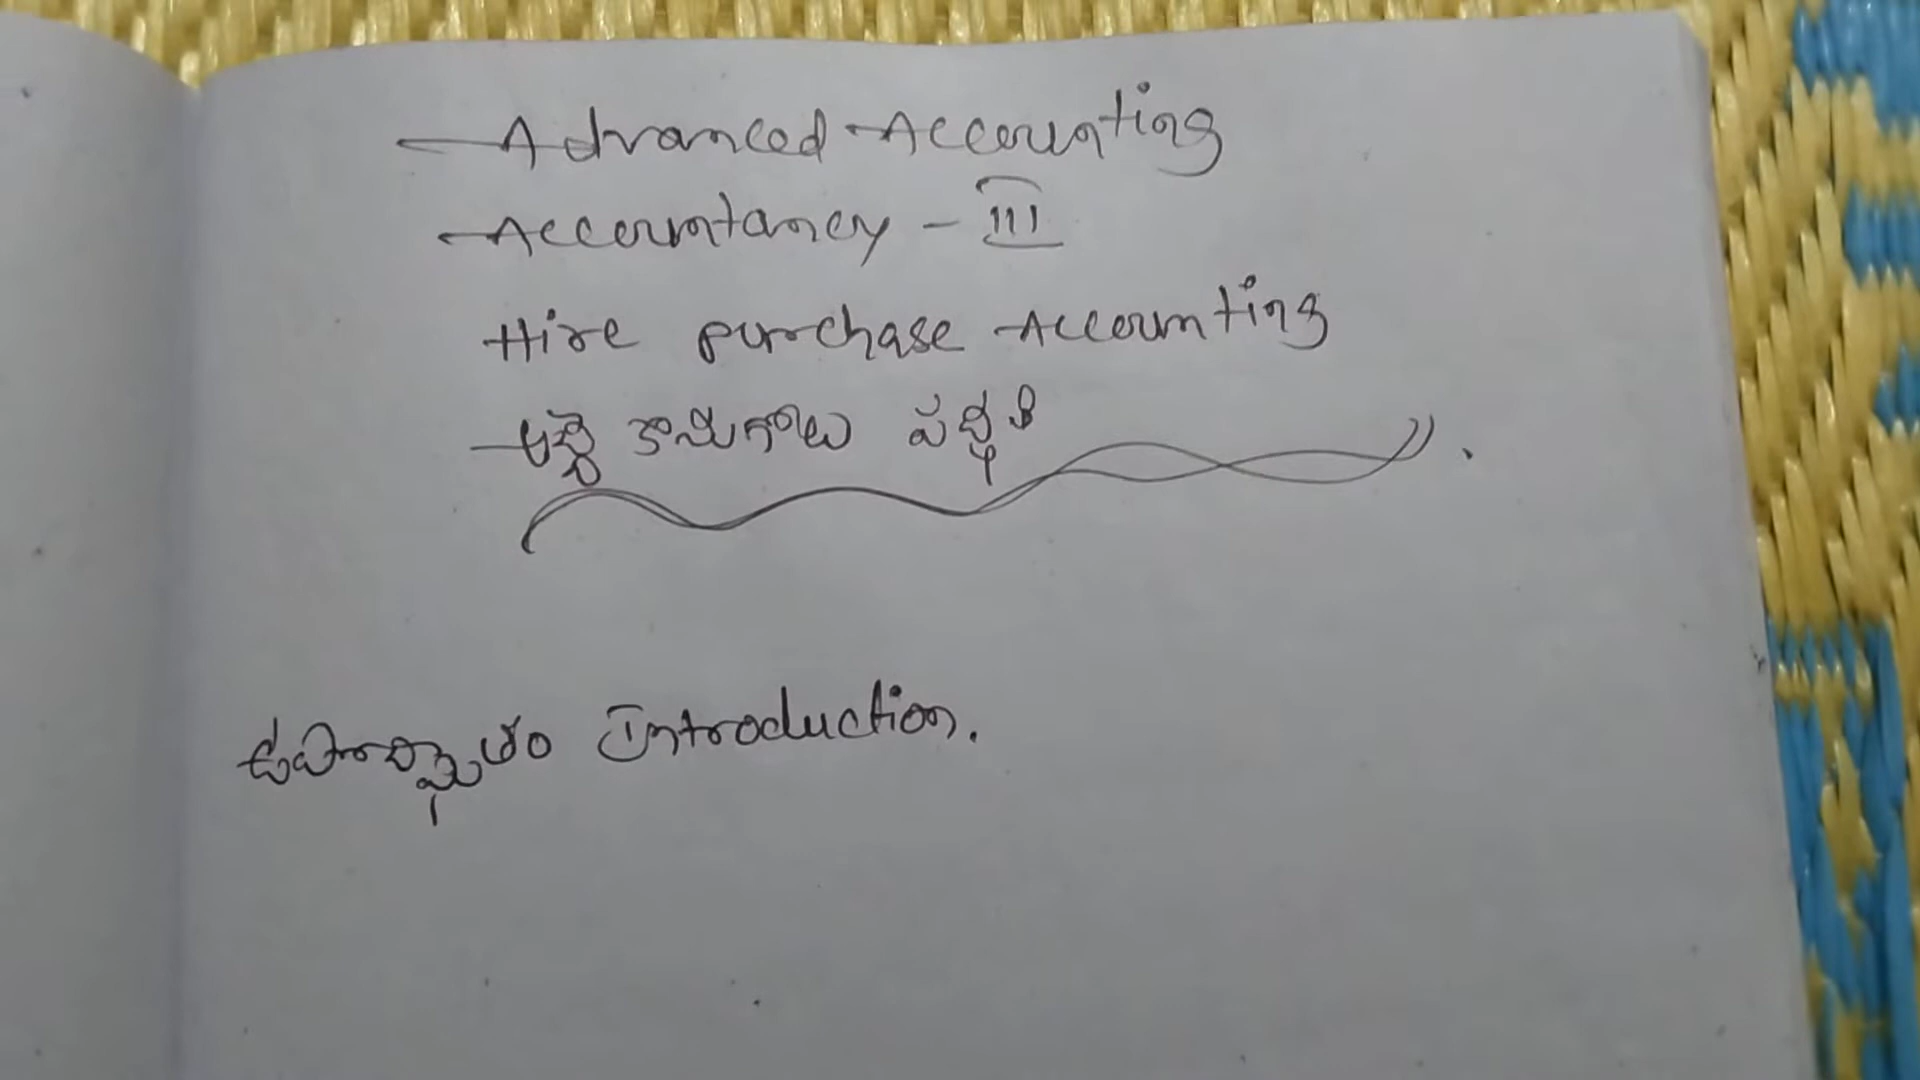 Advanced Accounting
Accountancy - III
Hire purchase Accounting
అద్దె కొనుగోలు పద్ధతి
ఉపోద్ఘాతం Introduction.